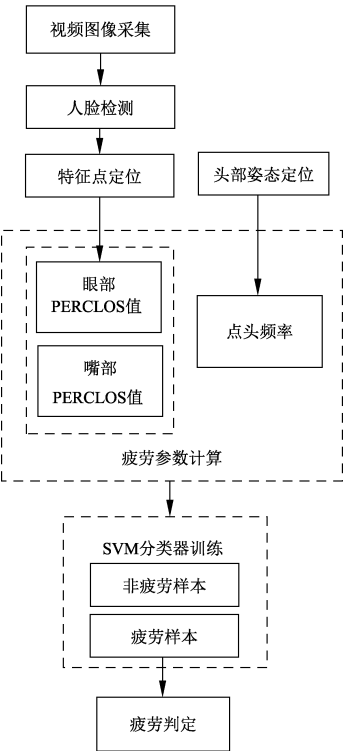 视频图像采集
人脸检测
特征点定位
头部姿态定位
眼部
PERCLOS值
点头频率
嘴部
PERCLOS值
疲劳参数计算
SVM分类器训练
非疲劳样本
疲劳样本
疲劳判定